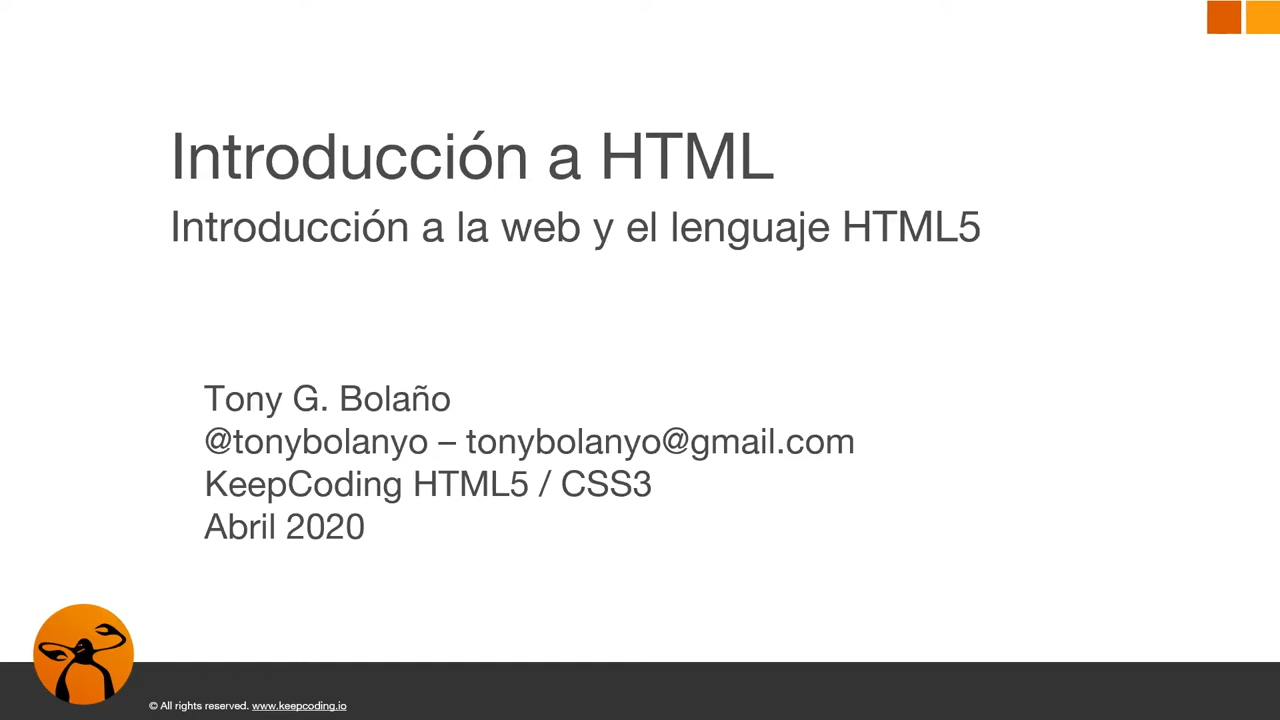 Introducción a HTML
Introducción a la web y el lenguaje HTML5
Tony G. Bolaño
@tonybolanyo – tonybolanyo@gmail.com
KeepCoding HTML5 / CSS3
Abril 2020
© All rights reserved. www.keepcoding.io